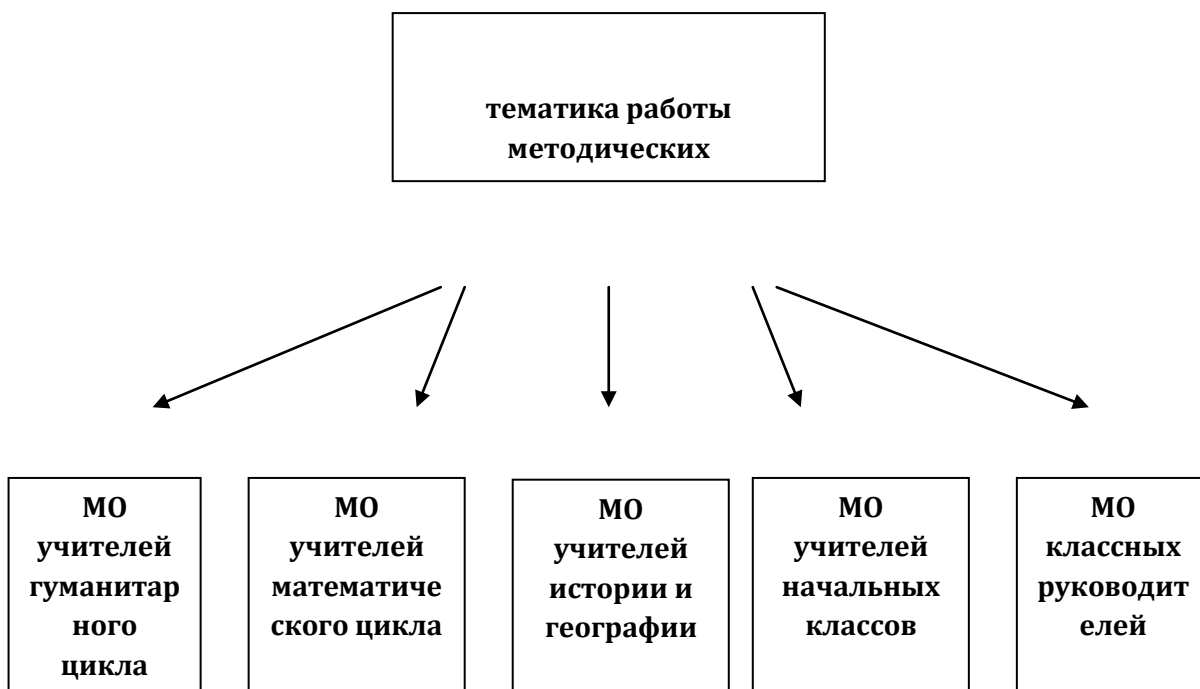 тематика работы
методических
МО
учителей
гуманитар
ного
цикла
МО
учителей
математиче
ского цикла
МО
учителей
истории и
географии
МО
учителей
начальных
классов
МО
классных
руководит
елей